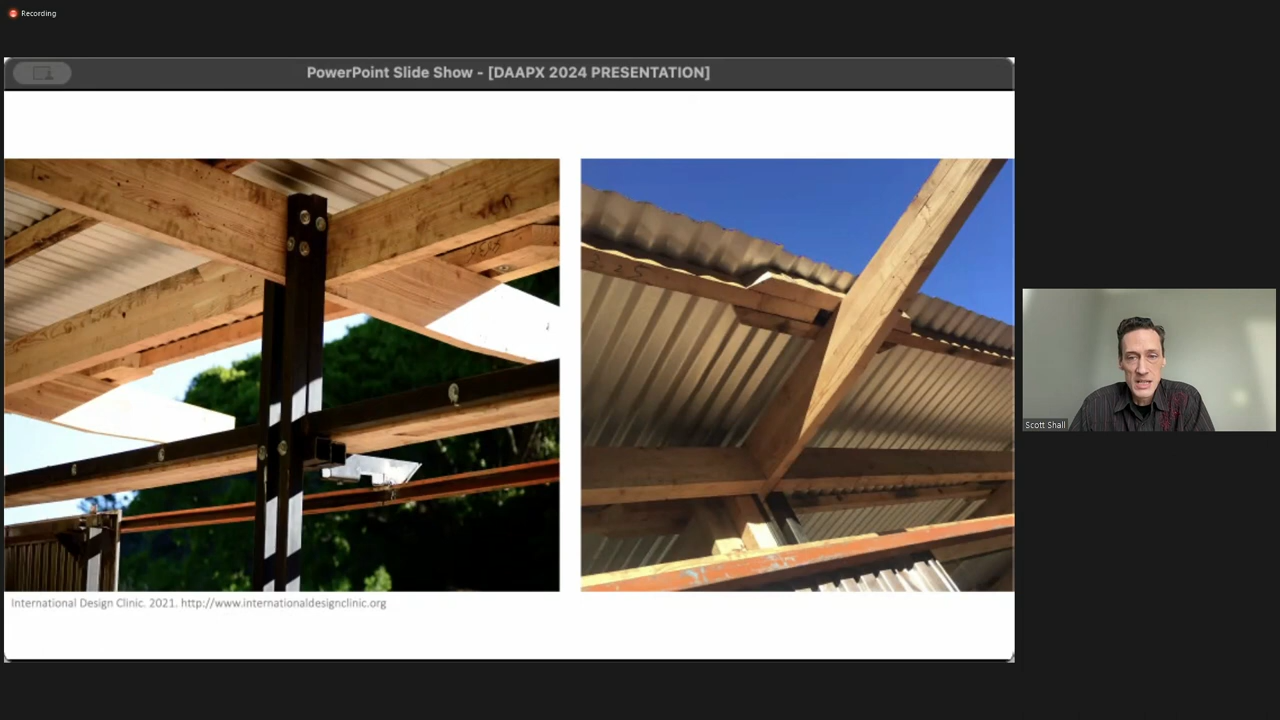 Recording
PowerPoint Slide Show - [DAAPX 2024 PRESENTATION]
International Design Clinic. 2021. http://www.internationaldesignclinic.org
Scott Shall